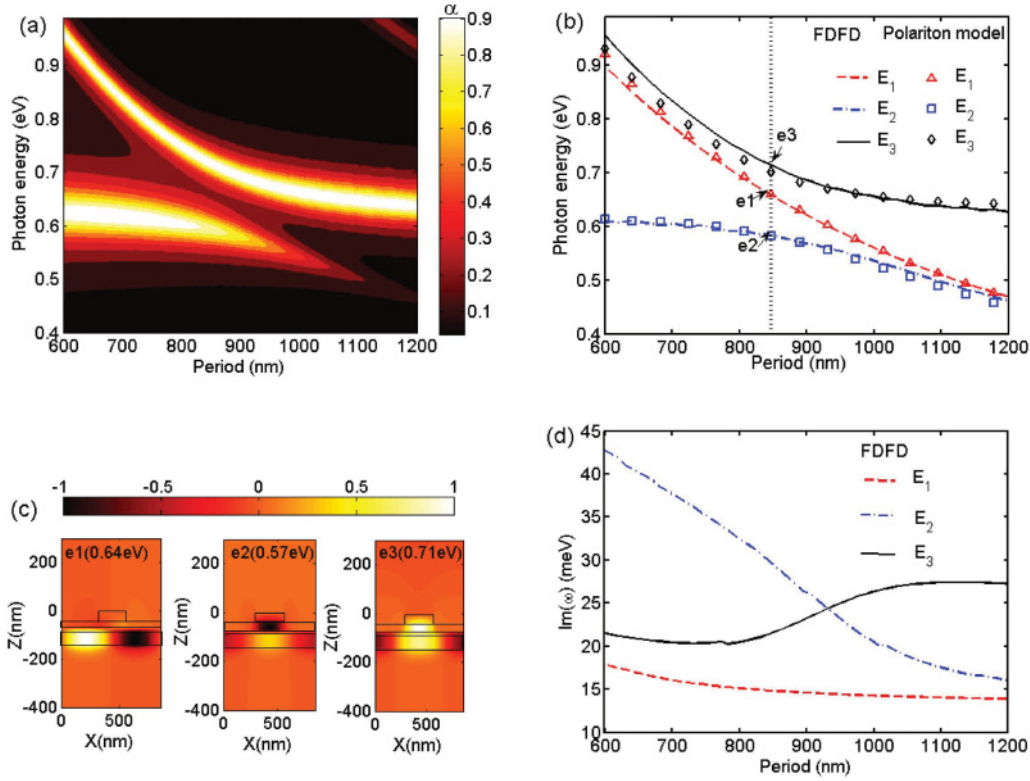 (a)
α
0.9
0.8
0.7
0.6
0.5
0.4
0.3
0.2
0.1
Photon energy (eV)
0.9
0.8
0.7
0.6
0.5
0.4
600 700 800 900 1000 1100 1200
Period (nm)
(b)
FDFD Polariton model
E1 E1
E2 E2
E3 E3
e3
e1
e2
Photon energy (eV)
0.9
0.8
0.7
0.6
0.5
0.4
600 700 800 900 1000 1100 1200
Period (nm)
(c)
-1 -0.5 0 0.5 1
e1(0.64eV)
Z(nm)
200
0
-200
-400
0 500
X(nm)
e2(0.57eV)
Z(nm)
200
0
-200
-400
0 500
X(nm)
e3(0.71eV)
Z(nm)
200
0
-200
-400
0 500
X(nm)
(d)
FDFD
E1
E2
E3
Im(ω) (meV)
45
40
35
30
25
20
15
10
600 700 800 900 1000 1100 1200
Period (nm)